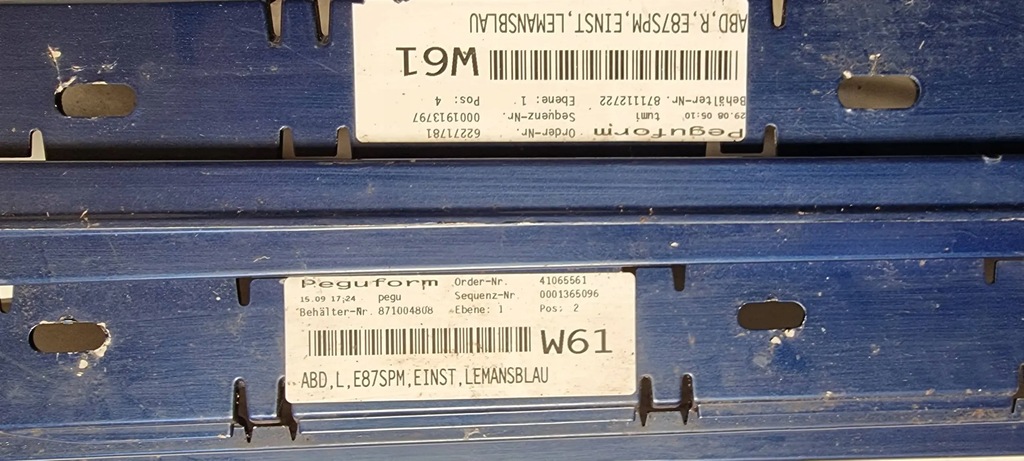 Peguform Order-Nr. 62271781
29.08 05:10 tuml Sequenz-Nr. 0001913797
Behälter-Nr. 871112722 Ebene: 1 Pos: 4
W61
ABD,R,E87SPM,EINST,LEMANSBLAU
Peguform Order-Nr. 41065561
15.09 17:24 pegu Sequenz-Nr 0001365096
Behälter-Nr. 871004808 Ebene: 1 Pos: 2
W61
ABD,L,E87SPM,EINST,LEMANSBLAU